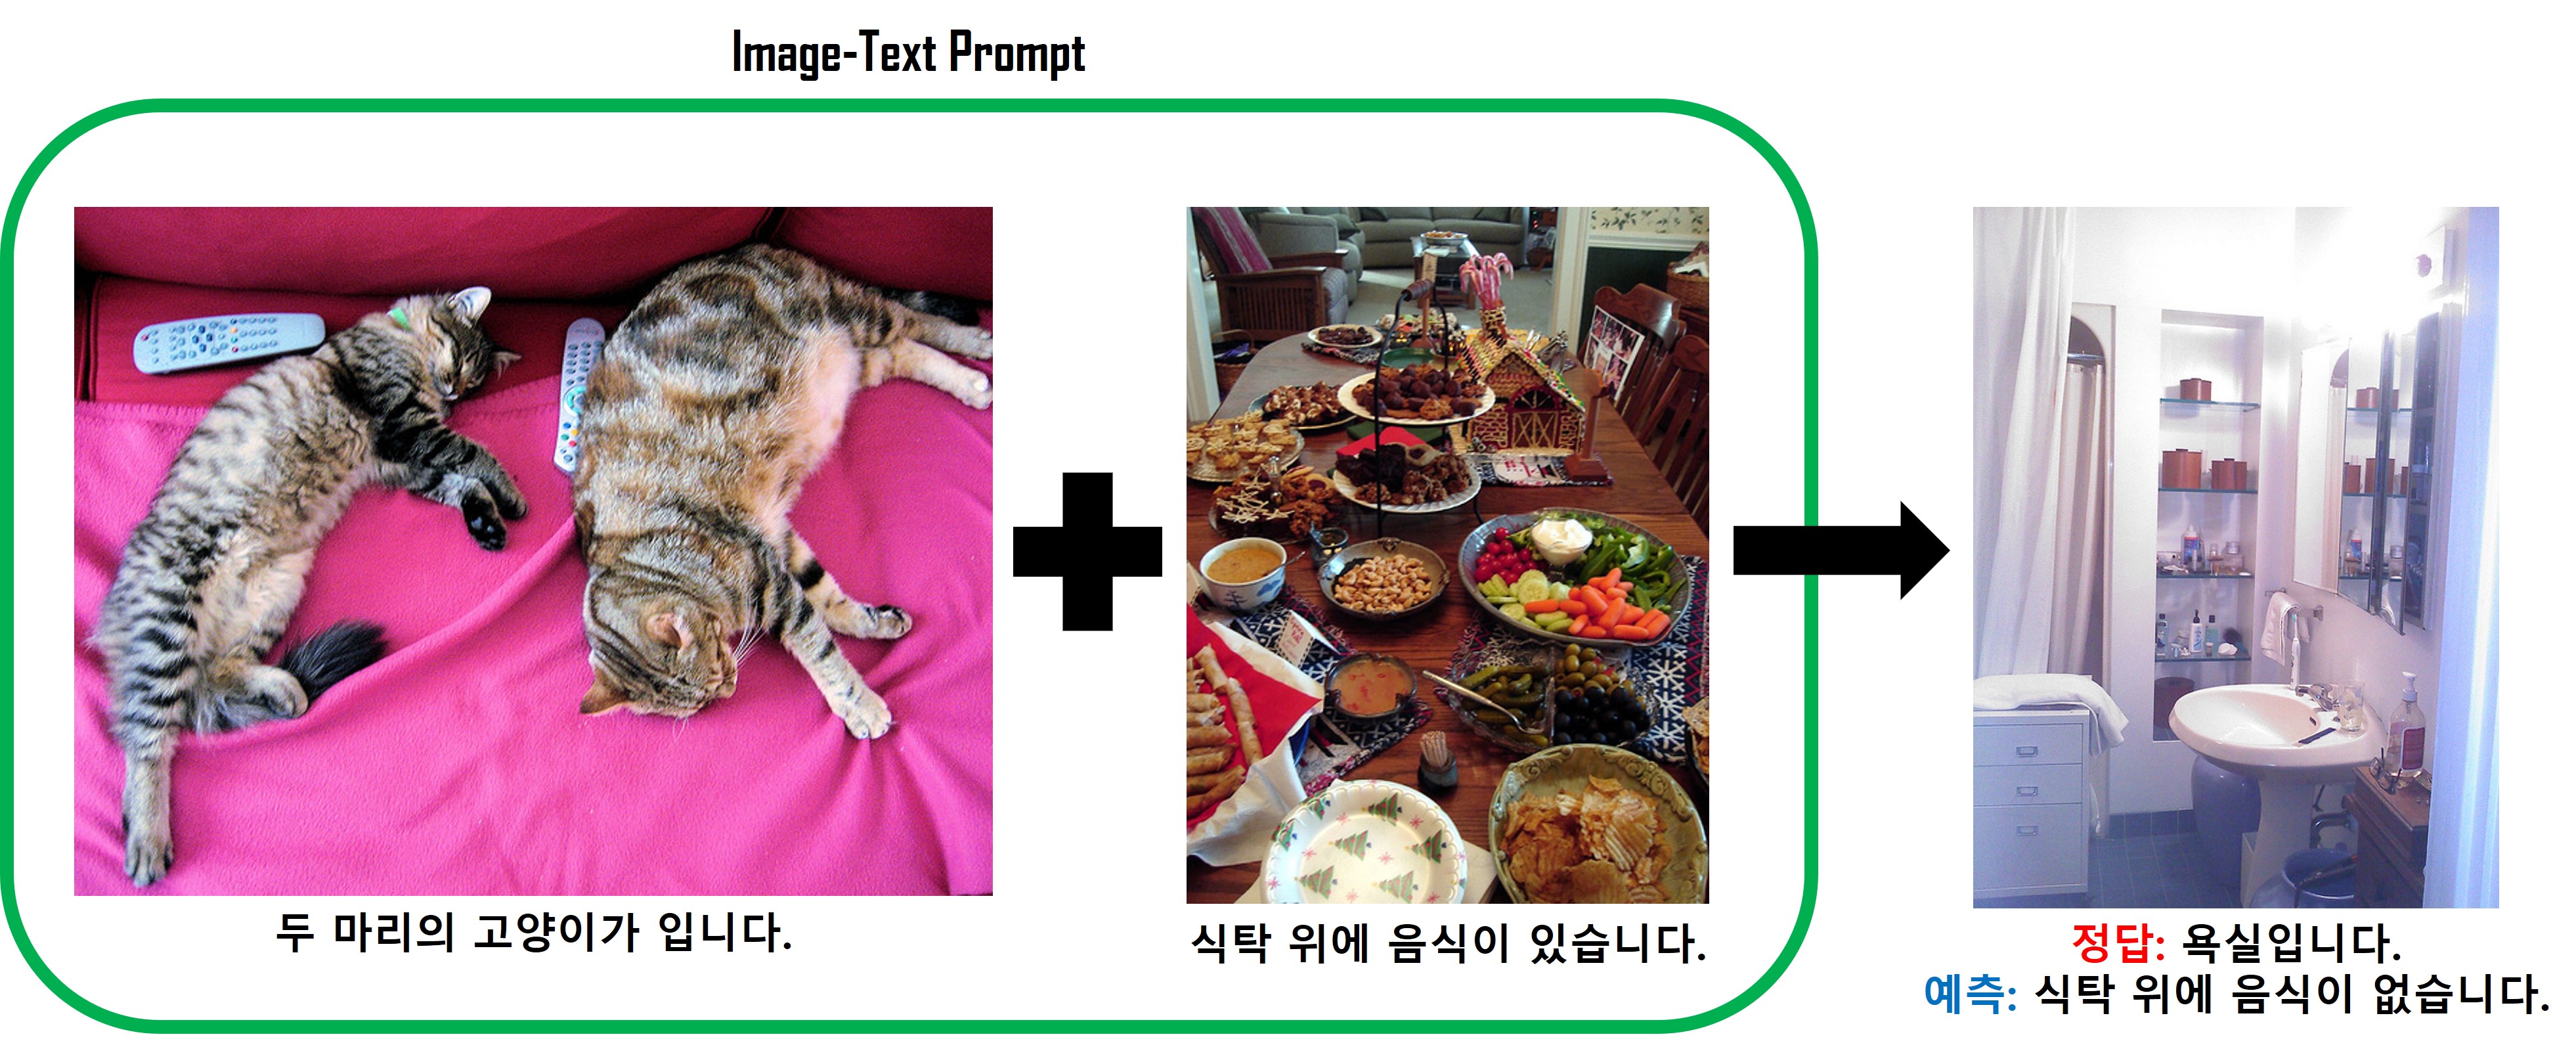 Image-Text Prompt
두 마리의 고양이가 입니다.
식탁 위에 음식이 있습니다.
정답: 욕실입니다.
예측: 식탁 위에 음식이 없습니다.